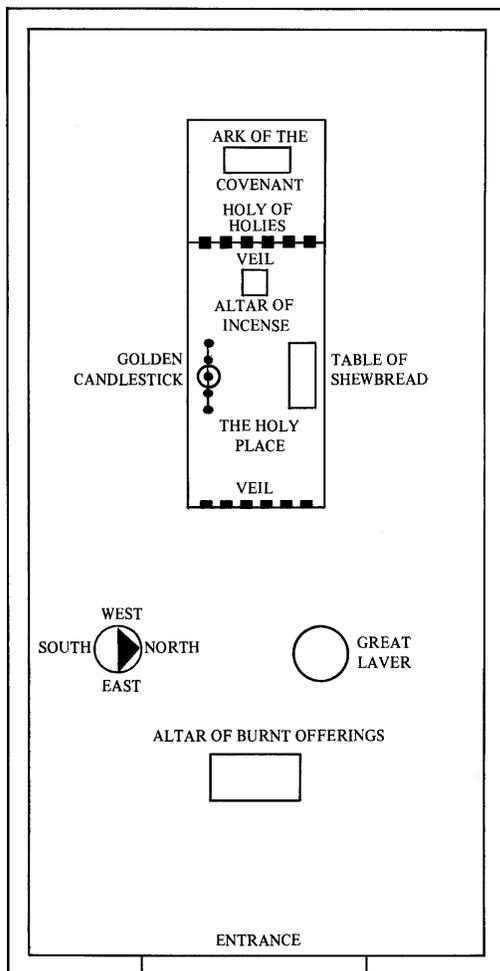 ARK OF THE
COVENANT
HOLY OF
HOLIES
VEIL
ALTAR OF
INCENSE
GOLDEN
CANDLESTICK
TABLE OF
SHEWBREAD
THE HOLY
PLACE
VEIL
WEST
SOUTH NORTH
EAST
GREAT
LAVER
ALTAR OF BURNT OFFERINGS
ENTRANCE